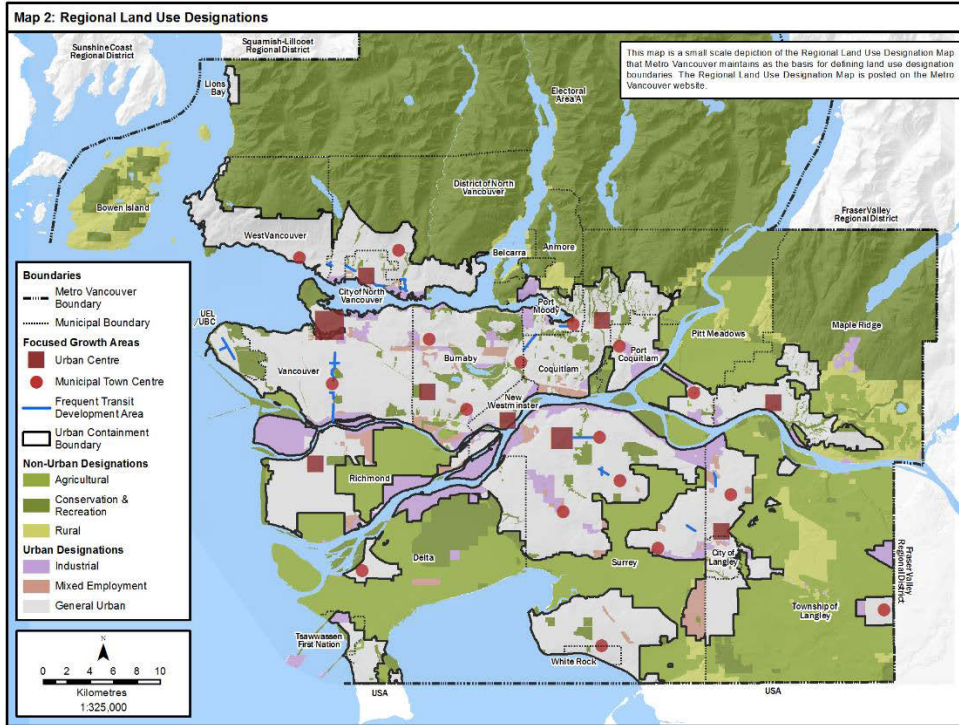 Map 2: Regional Land Use Designations
Sunshine Coast
Regional District
Squamish-Lillooet
Regional District
This map is a small scale depiction of the Regional Land Use Designation Map
that Metro Vancouver maintains as the basis for defining land use designation
boundaries. The Regional Land Use Designation Map is posted on the Metro
Vancouver website.
Lions
Bay
Electoral
Area A
Bowen Island
District of North
Vancouver
Fraser Valley
Regional District
West Vancouver
Belcarra
Anmore
City of North
Vancouver
Port
Moody
Pitt Meadows
Maple Ridge
UEL
/UBC
Vancouver
Burnaby
Coquitlam
Port
Coquitlam
New
Westminster
Richmond
Delta
Surrey
City of
Langley
Township of
Langley
Fraser Valley
Regional District
Tsawwassen
First Nation
White Rock
USA
USA
Boundaries
Metro Vancouver
Boundary
Municipal Boundary
Focused Growth Areas
Urban Centre
Municipal Town Centre
Frequent Transit
Development Area
Urban Containment
Boundary
Non-Urban Designations
Agricultural
Conservation &
Recreation
Rural
Urban Designations
Industrial
Mixed Employment
General Urban
N
0 2 4 6 8 10
Kilometres
1:325,000